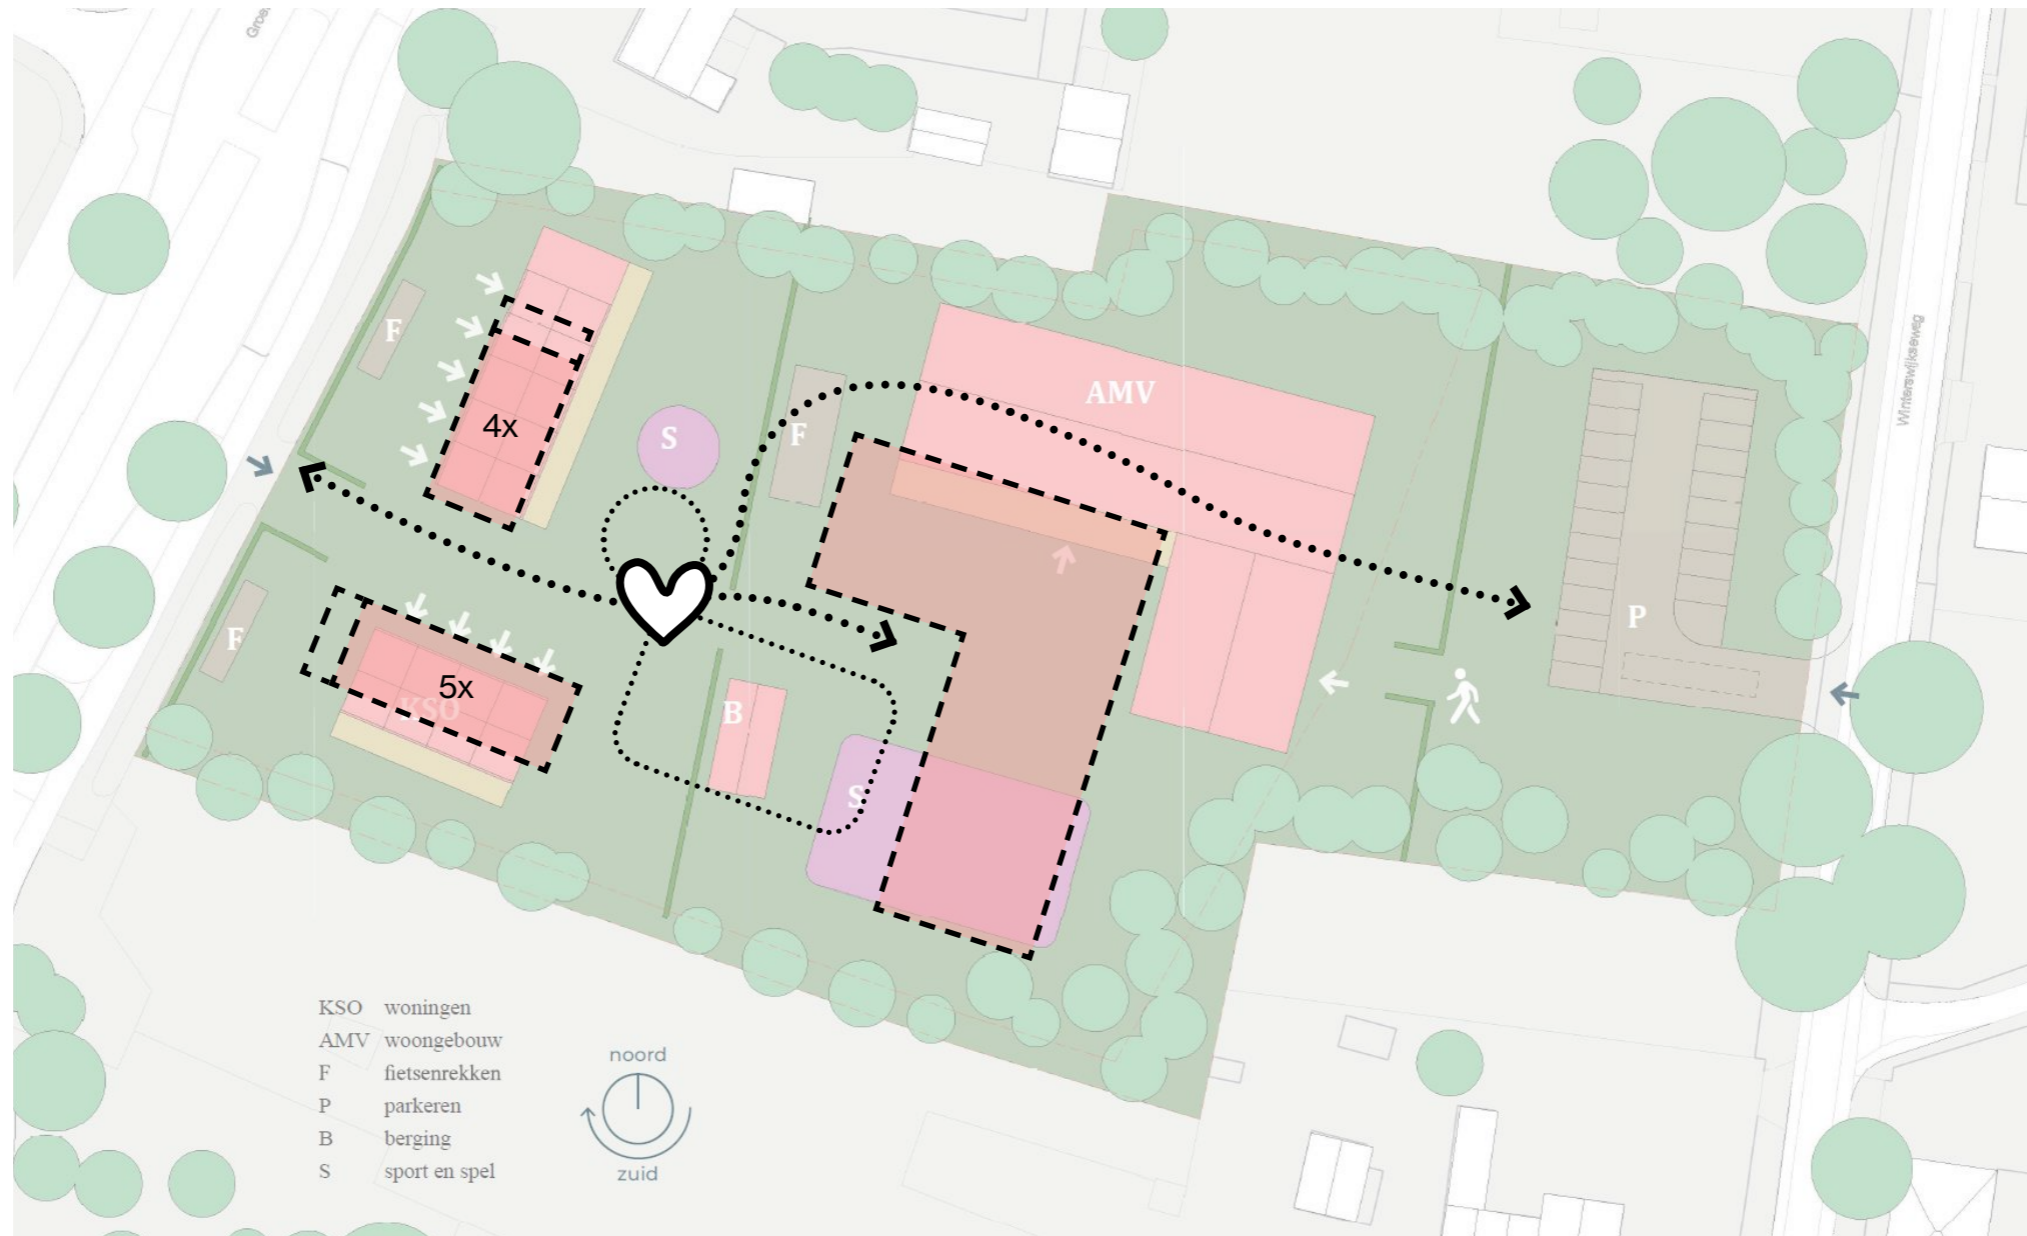 F
4x
S
F
AMV
Winterswijkseweg
F
5x
KSO
B
S
P
KSO woningen
AMV woongebouw
F fietsenrekken
P parkeren
B berging
S sport en spel
noord
zuid